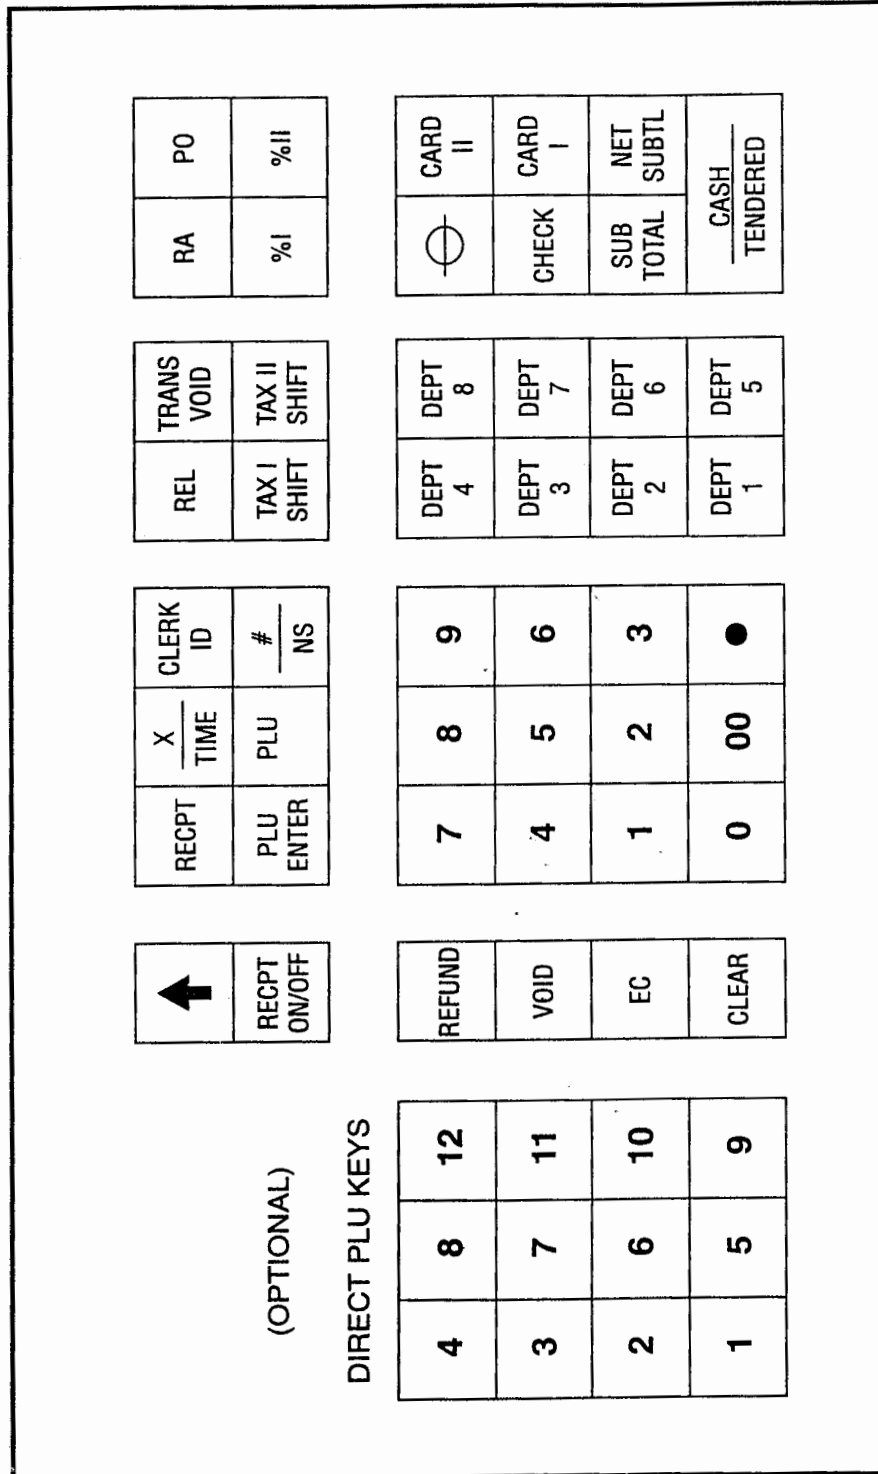 RECPT
X
TIME
CLERK
ID
REL
TRANS
VOID
RA
PO
(OPTIONAL)
RECPT
ON/OFF
PLU
ENTER
PLU
#
NS
TAX I
SHIFT
TAX II
SHIFT
%I
%II
DIRECT PLU KEYS
4
8
12
REFUND
7
8
9
DEPT
4
DEPT
8
CARD
II
3
7
11
VOID
4
5
6
DEPT
3
DEPT
7
CHECK
CARD
I
2
6
10
EC
1
2
3
DEPT
2
DEPT
6
SUB
TOTAL
NET
SUBTL
1
5
9
CLEAR
0
00
●
DEPT
1
DEPT
5
CASH
TENDERED